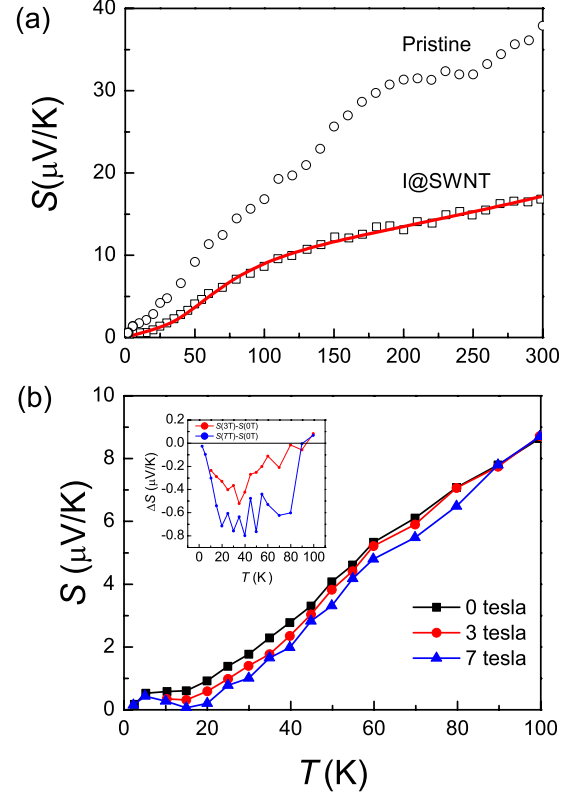 (a)
40
30
20
10
0
S(μV/K)
Pristine
I@SWNT
0 50 100 150 200 250 300
(b)
10
8
6
4
2
0
S (μV/K)
0.2
0.0
-0.2
-0.4
-0.6
-0.8
ΔS (μV/K)
S(3T)-S(0T)
S(7T)-S(0T)
0 20 40 60 80 100
T (K)
0 tesla
3 tesla
7 tesla
0 20 40 60 80 100
T (K)